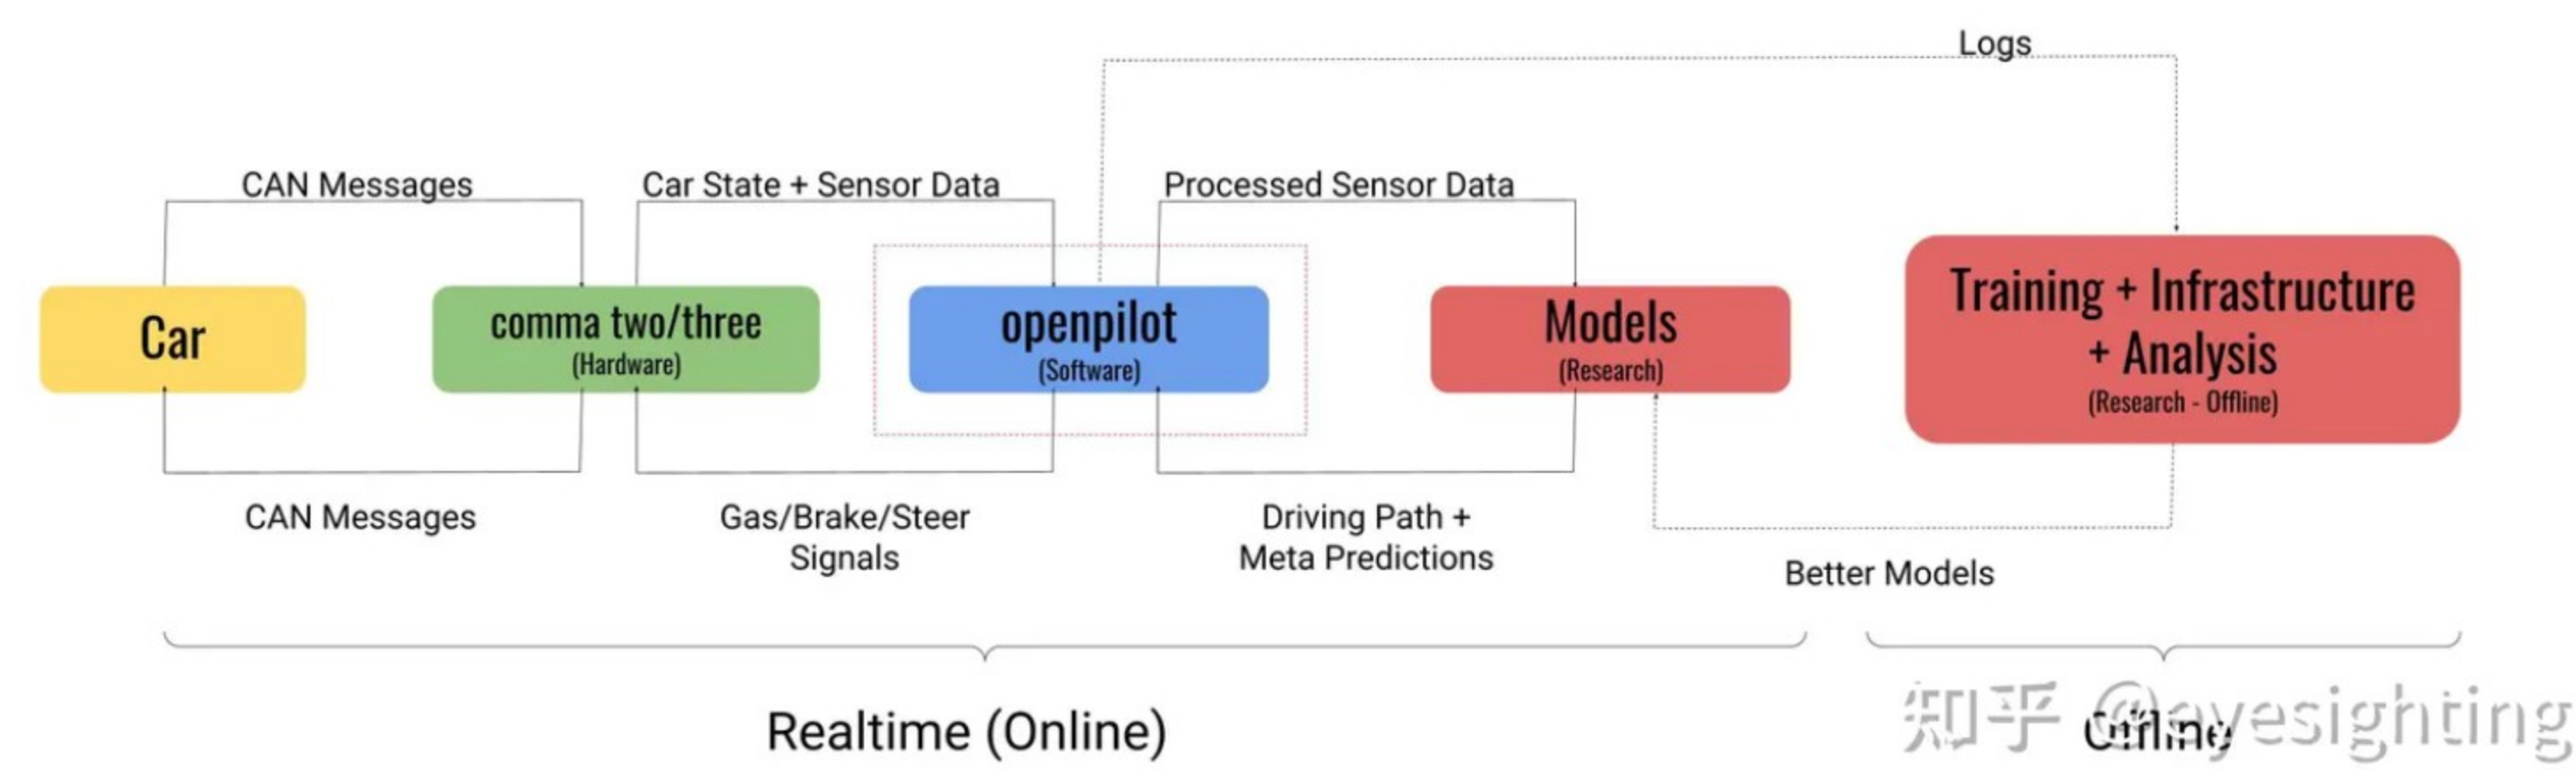 Logs
CAN Messages
Car State + Sensor Data
Processed Sensor Data
Car
comma two/three
(Hardware)
openpilot
(Software)
Models
(Research)
Training + Infrastructure
+ Analysis
(Research - Offline)
CAN Messages
Gas/Brake/Steer
Signals
Driving Path +
Meta Predictions
Better Models
Realtime (Online)
Offline
知乎 @eyesighting